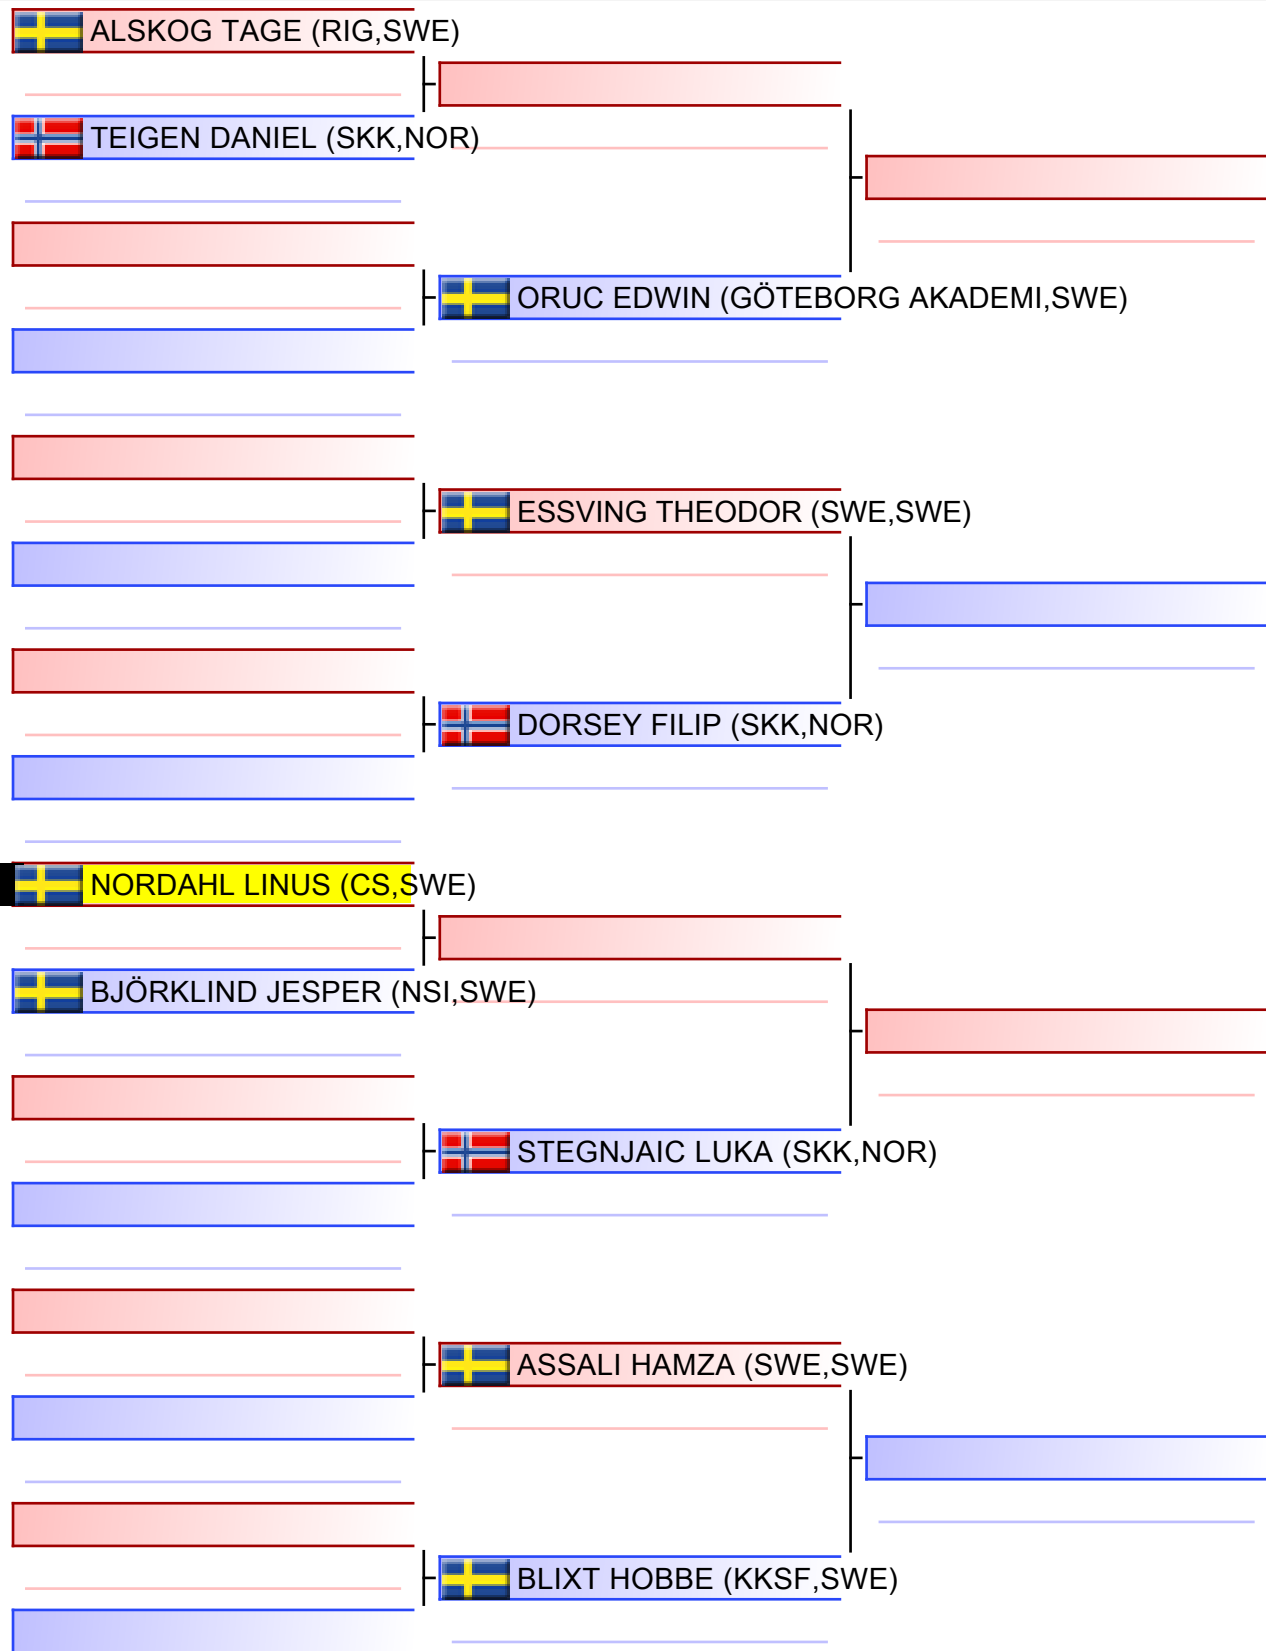 ALSKOG TAGE (RIG,SWE)
TEIGEN DANIEL (SKK,NOR)
ORUC EDWIN (GÖTEBORG AKADEMI,SWE)
ESSVING THEODOR (SWE,SWE)
DORSEY FILIP (SKK,NOR)
NORDAHL LINUS (CS,SWE)
BJÖRKLIND JESPER (NSI,SWE)
STEGNJAIC LUKA (SKK,NOR)
ASSALI HAMZA (SWE,SWE)
BLIXT HOBBE (KKSF,SWE)